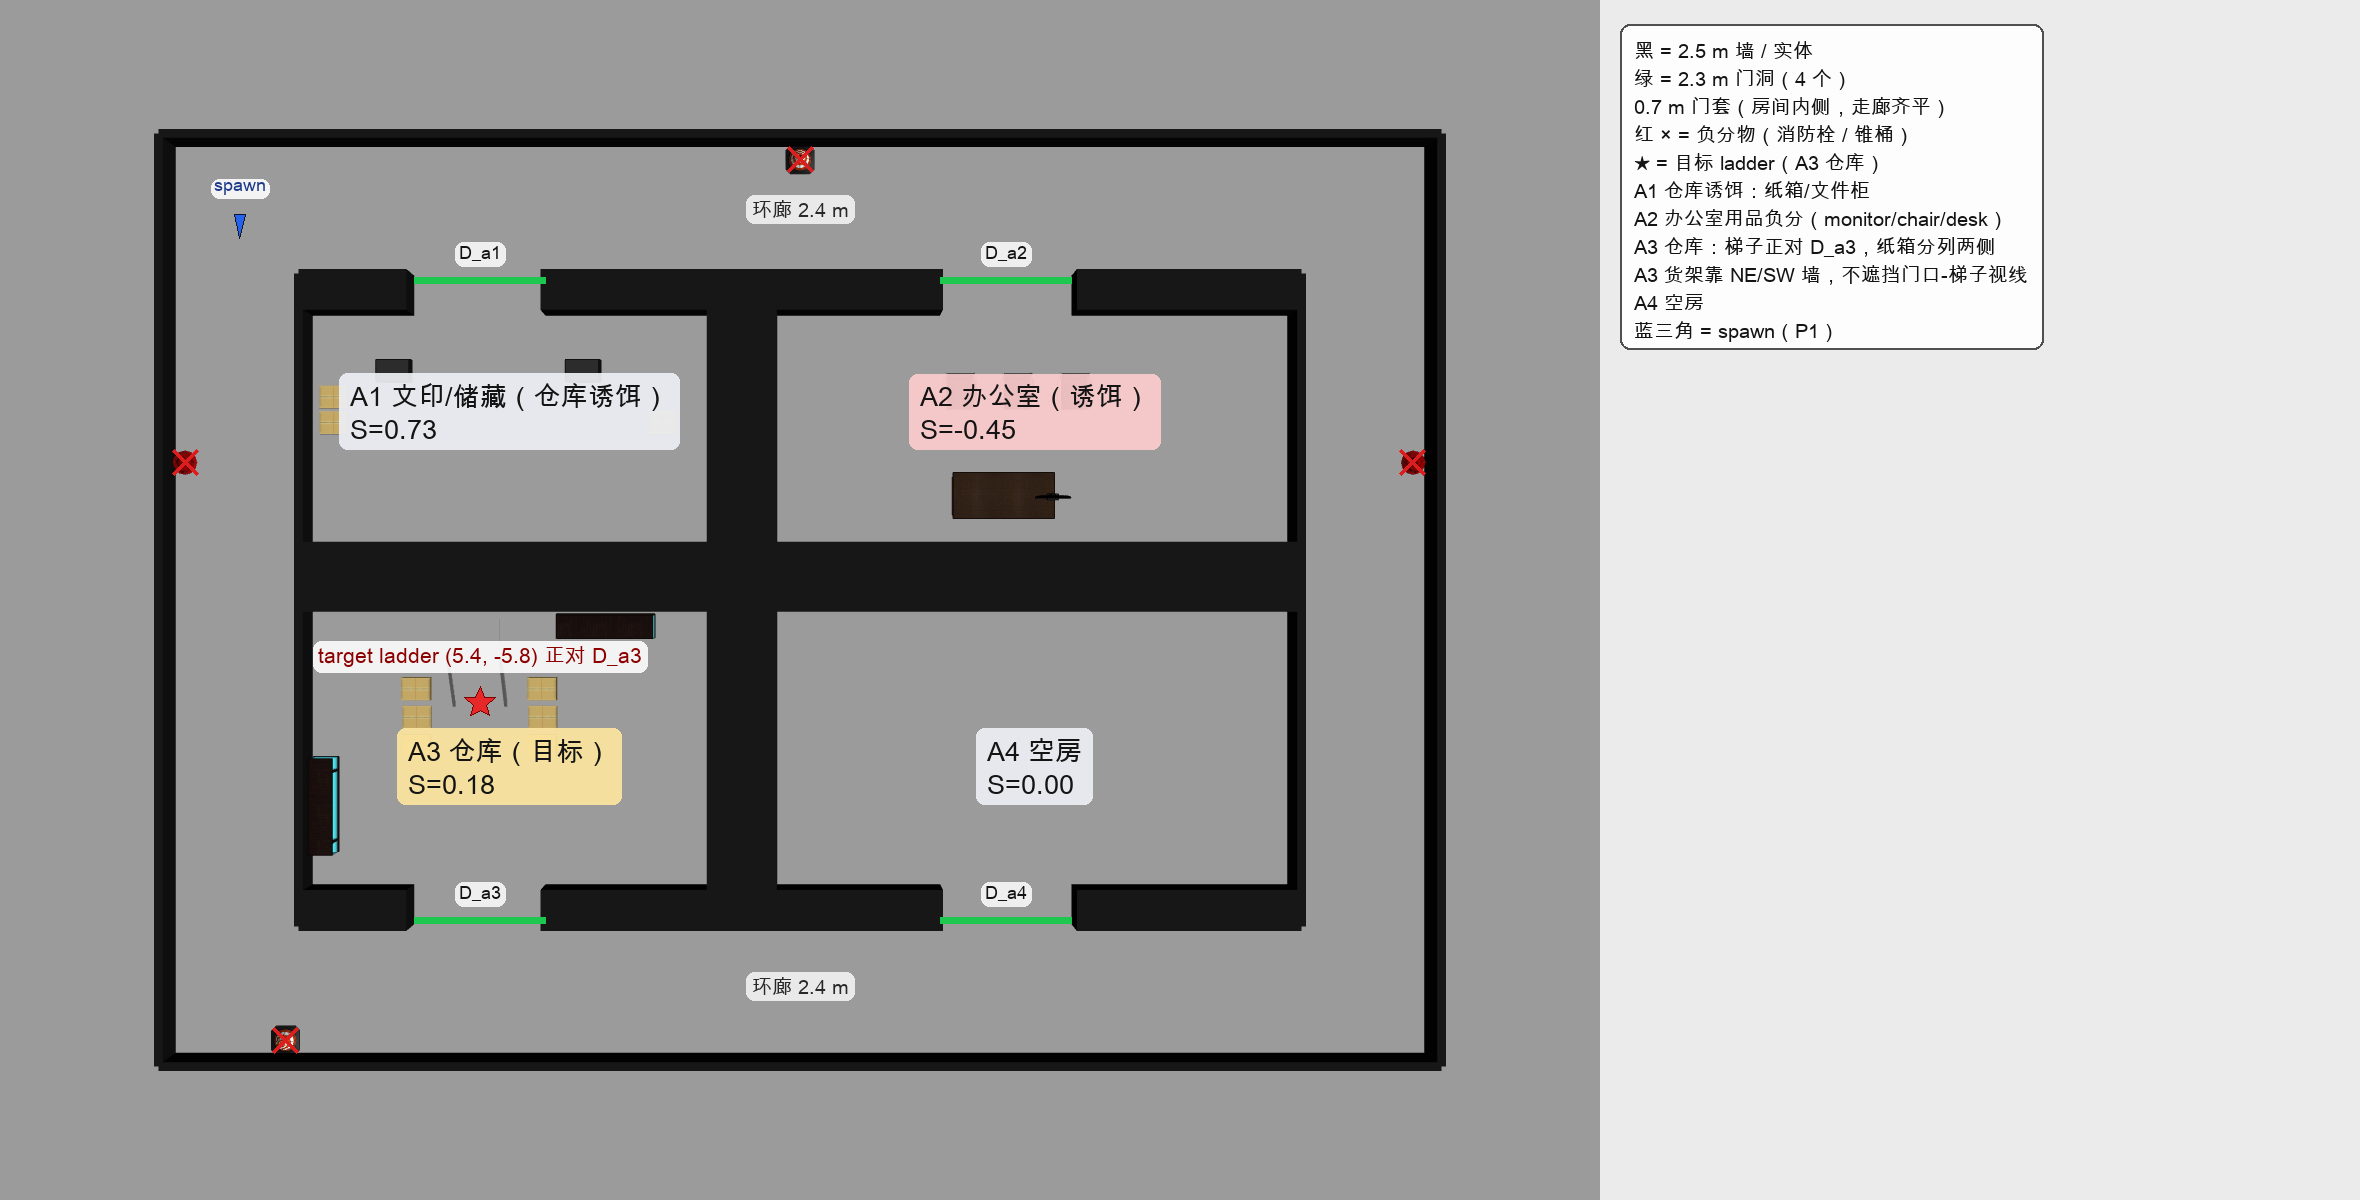 spawn
环廊 2.4 m
D_a1
D_a2
A1 文印/储藏（仓库诱饵）
S=0.73
A2 办公室（诱饵）
S=-0.45
target ladder (5.4, -5.8) 正对 D_a3
A3 仓库（目标）
S=0.18
A4 空房
S=0.00
D_a3
D_a4
环廊 2.4 m
黑 = 2.5 m 墙 / 实体
绿 = 2.3 m 门洞（4 个）
0.7 m 门套（房间内侧，走廊齐平）
红 × = 负分物（消防栓 / 锥桶）
★ = 目标 ladder（A3 仓库）
A1 仓库诱饵：纸箱/文件柜
A2 办公室用品负分（monitor/chair/desk）
A3 仓库：梯子正对 D_a3，纸箱分列两侧
A3 货架靠 NE/SW 墙，不遮挡门口-梯子视线
A4 空房
蓝三角 = spawn（P1）